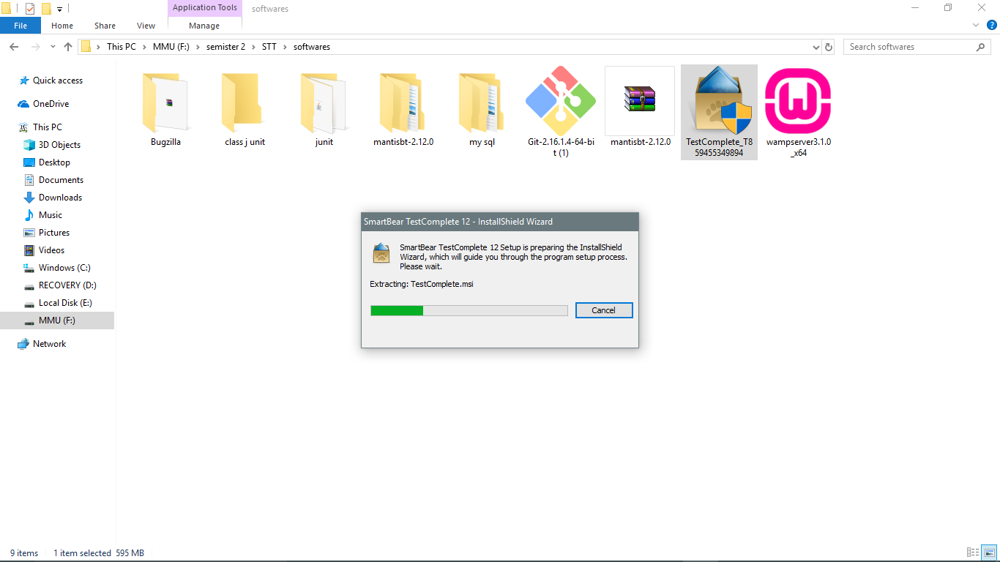 Application Tools
softwares
File
Home
Share
View
Manage
This PC
MMU (F:)
semister 2
STT
softwares
Search softwares
Quick access
OneDrive
This PC
3D Objects
Desktop
Documents
Downloads
Music
Pictures
Videos
Windows (C:)
RECOVERY (D:)
Local Disk (E:)
MMU (F:)
Network
Bugzilla
class j unit
junit
mantisbt-2.12.0
my sql
Git-2.16.1.4-64-bi
t (1)
mantisbt-2.12.0
TestComplete_T8
59455349894
wampserver3.1.0
_x64
SmartBear TestComplete 12 - InstallShield Wizard
SmartBear TestComplete 12 Setup is preparing the InstallShield
Wizard, which will guide you through the program setup process.
Please wait.
Extracting: TestComplete.msi
Cancel
9 items
1 item selected 595 MB